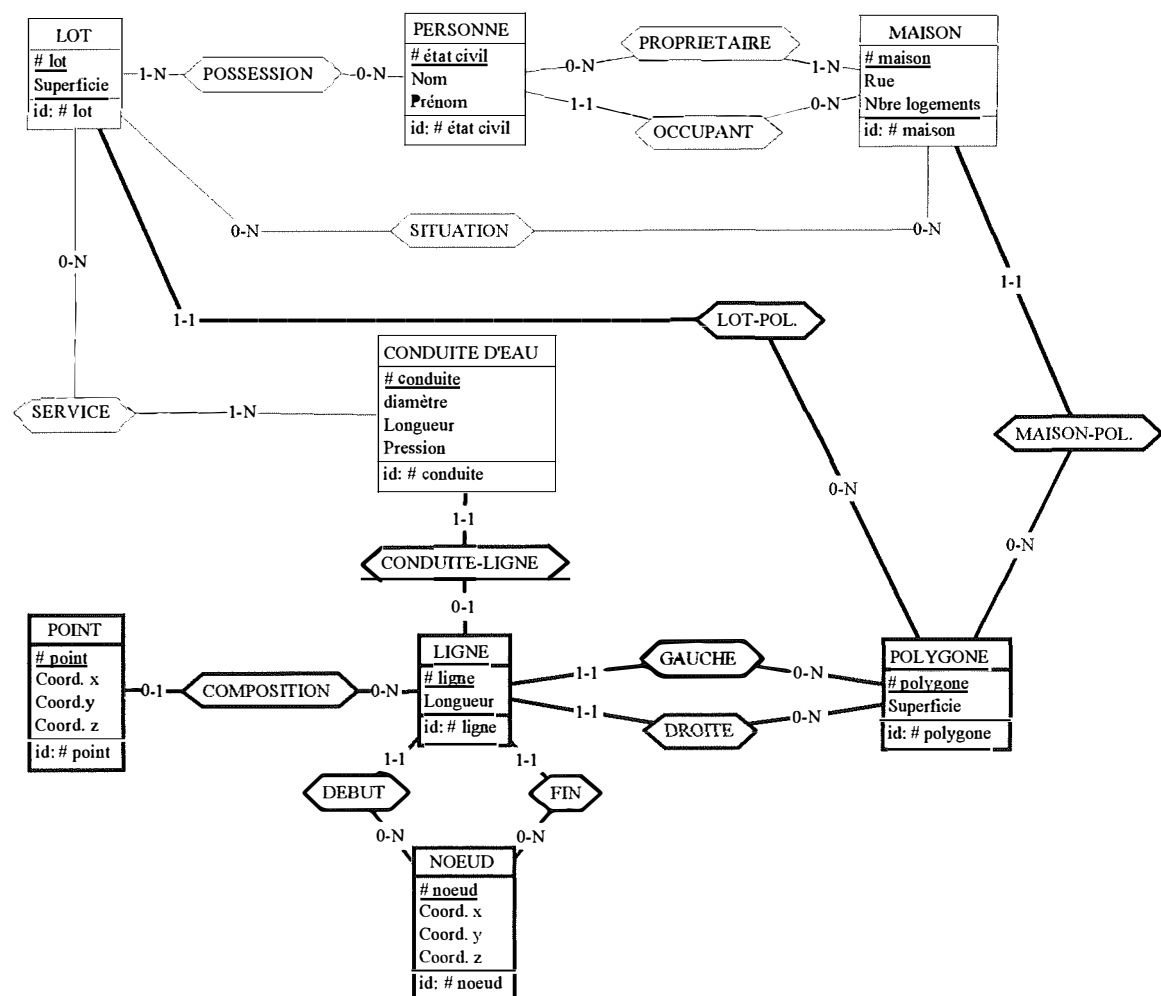 LOT
# lot
Superficie
id: # lot
1-N
POSSESSION
0-N
PERSONNE
# état civil
Nom
Prénom
id: # état civil
0-N
PROPRIETAIRE
1-N
1-1
OCCUPANT
0-N
MAISON
# maison
Rue
Nbre logements
id: # maison
0-N
SITUATION
0-N
0-N
1-1
1-1
LOT-POL.
CONDUITE D'EAU
# conduite
diamètre
Longueur
Pression
id: # conduite
SERVICE
1-N
MAISON-POL.
0-N
1-1
CONDUITE-LIGNE
0-N
0-1
POINT
# point
Coord. x
Coord.y
Coord. z
id: # point
0-1
COMPOSITION
0-N
LIGNE
# ligne
Longueur
id: # ligne
1-1
GAUCHE
0-N
1-1
DROITE
0-N
POLYGONE
# polygone
Superficie
id: # polygone
1-1
1-1
DEBUT
FIN
0-N
0-N
NOEUD
# noeud
Coord. x
Coord. y
Coord. z
id: # noeud